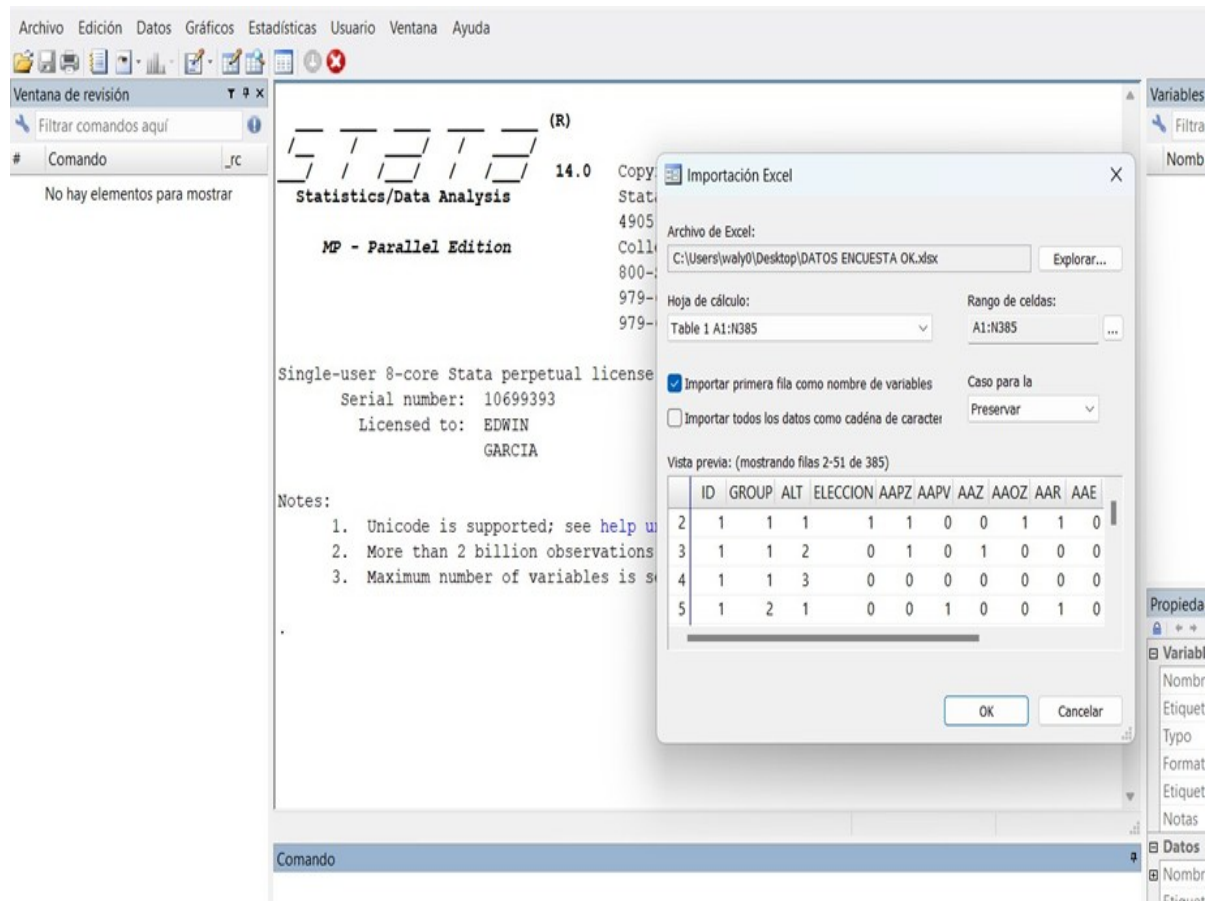 Archivo Edición Datos Gráficos Estadísticas Usuario Ventana Ayuda
Ventana de revisión
Filtrar comandos aquí
# Comando _rc
No hay elementos para mostrar
(R)
14.0 Copy
Statistics/Data Analysis Stat
4905
MP - Parallel Edition Coll
800-
979-
979-
Single-user 8-core Stata perpetual license
Serial number: 10699393
Licensed to: EDWIN
GARCIA
Notes:
1. Unicode is supported; see help u
2. More than 2 billion observations
3. Maximum number of variables is s
.
Comando
Importación Excel
Archivo de Excel:
C:\Users\waly0\Desktop\DATOS ENCUESTA OK.xlsx Explorar...
Hoja de cálculo: Rango de celdas:
Table 1 A1:N385 A1:N385 ...
Importar primera fila como nombre de variables Caso para la
Importar todos los datos como cadéna de caracter Preservar
Vista previa: (mostrando filas 2-51 de 385)
ID GROUP ALT ELECCION AAPZ AAPV AAZ AAOZ AAR AAE
2 1 1 1 1 1 0 0 1 1 0
3 1 1 2 0 1 0 1 0 0 0
4 1 1 3 0 0 0 0 0 0 0
5 1 2 1 0 0 1 0 0 1 0
OK Cancelar
Variables
Filtra
Nomb
Propieda
Variabl
Nombr
Etiquet
Typo
Format
Etiquet
Notas
Datos
Nombr